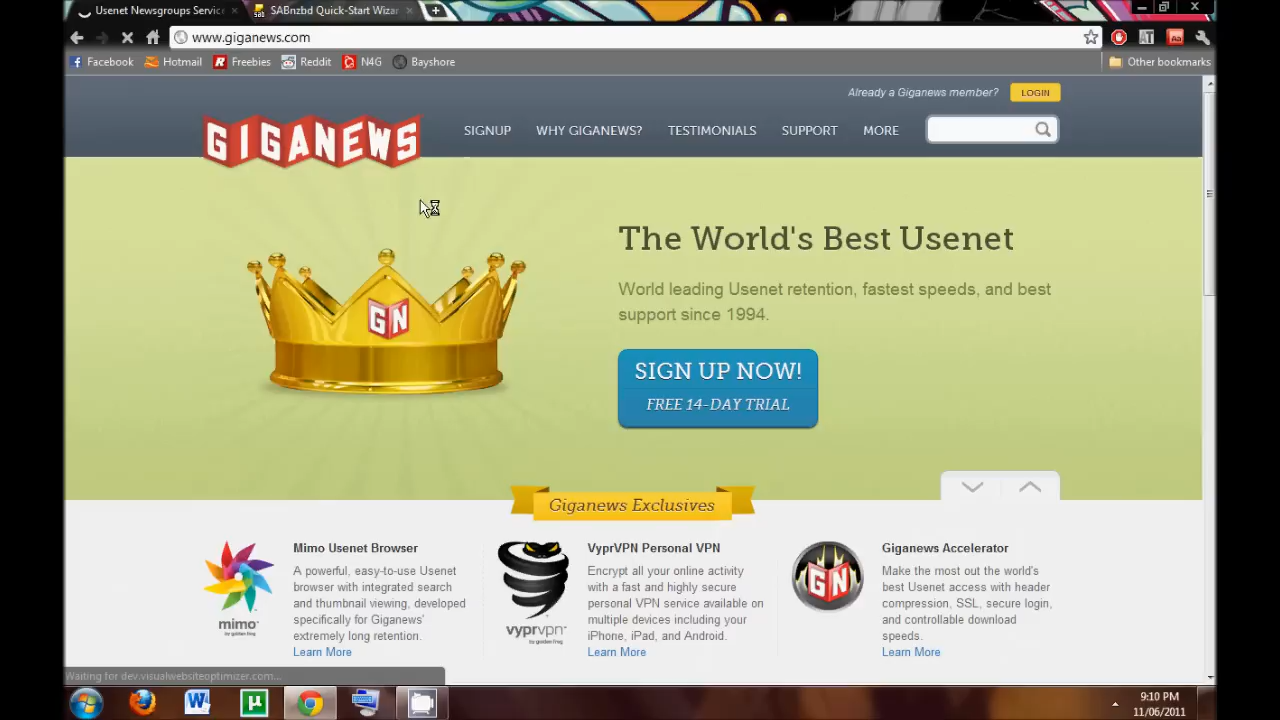 Usenet Newsgroups Servic
SABnzbd Quick-Start Wizar
www.giganews.com
Facebook Hotmail Freebies Reddit N4G Bayshore Other bookmarks
Already a Giganews member? LOGIN
GIGANEWS
SIGNUP WHY GIGANEWS? TESTIMONIALS SUPPORT MORE
The World's Best Usenet
World leading Usenet retention, fastest speeds, and best
support since 1994.
GN
SIGN UP NOW!
FREE 14-DAY TRIAL
Giganews Exclusives
mimo
Mimo Usenet Browser
A powerful, easy-to-use Usenet
browser with integrated search
and thumbnail viewing, developed
specifically for Giganews'
extremely long retention.
Learn More
vyprvpn
VyprVPN Personal VPN
Encrypt all your online activity
with a fast and highly secure
personal VPN service available on
multiple devices including your
iPhone, iPad, and Android.
Learn More
GN
Giganews Accelerator
Make the most out the world's
best Usenet access with header
compression, SSL, secure login,
and controllable download
speeds.
Learn More
Waiting for dev.visualwebsiteoptimizer.com...
9:10 PM
11/06/2011